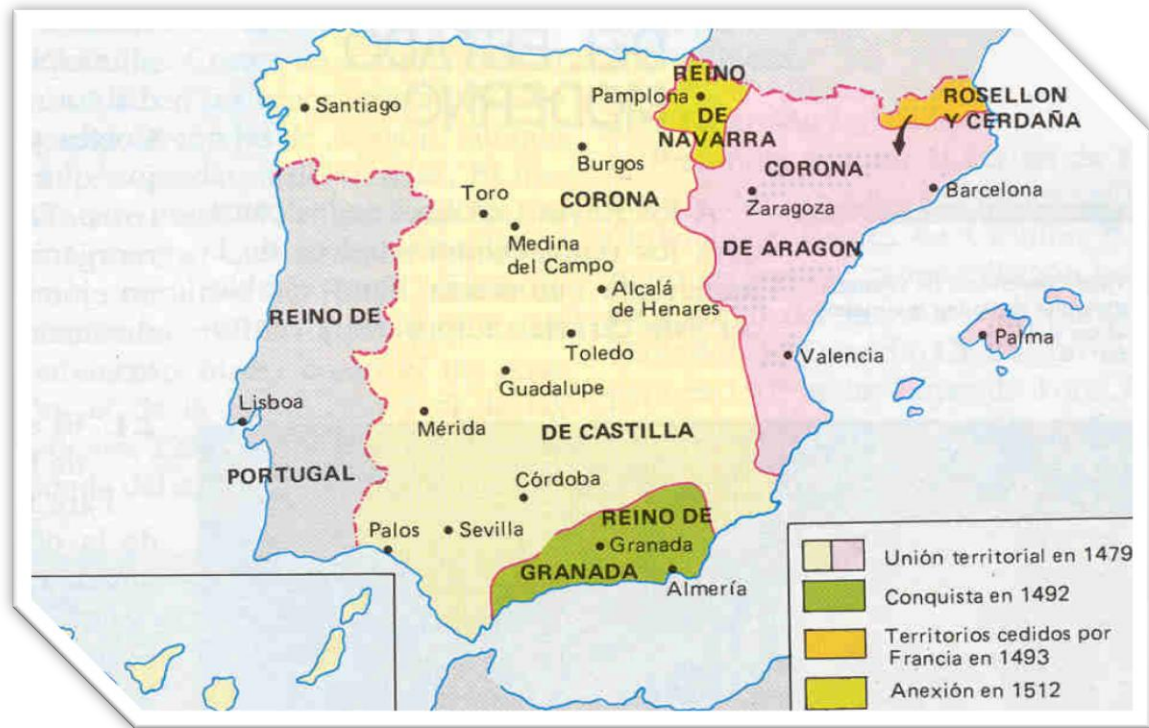 REINO
DE
NAVARRA
Pamplona
ROSELLON
Y CERDAÑA
Santiago
Burgos
CORONA
DE ARAGON
Zaragoza
Barcelona
Toro
CORONA
Medina
del Campo
Alcalá
de Henares
REINO DE
PORTUGAL
Toledo
Valencia
Palma
Guadalupe
Lisboa
Mérida
DE CASTILLA
Córdoba
Palos
Sevilla
REINO DE
GRANADA
Granada
Almería
Unión territorial en 1479
Conquista en 1492
Territorios cedidos por
Francia en 1493
Anexión en 1512